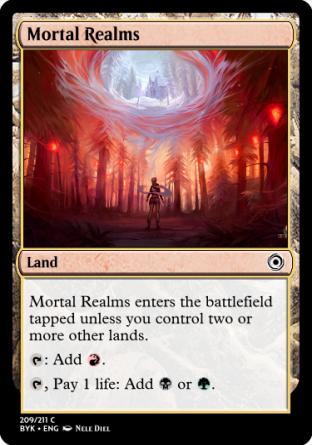 Mortal Realms
Land
Mortal Realms enters the battlefield
tapped unless you control two or
more other lands.
: Add .
, Pay 1 life: Add or .
209/211 C
BYK • ENG Nele Diel